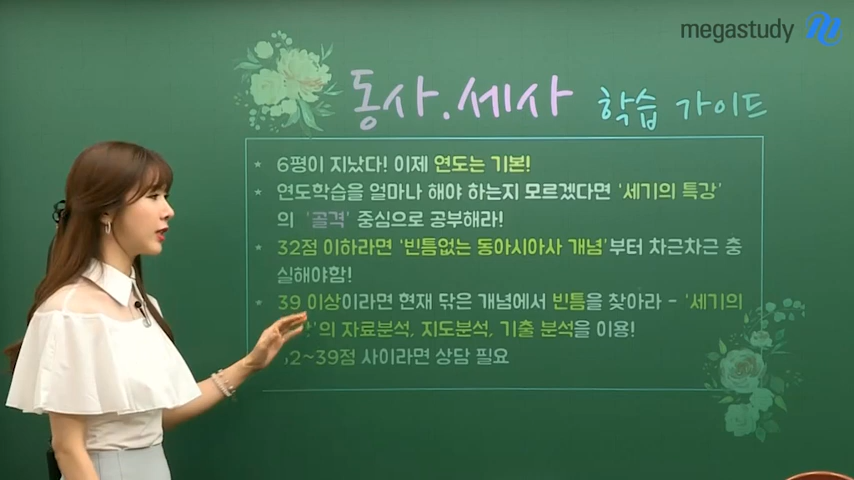 megastudy
동사.세사 학습 가이드
* 6평이 지났다! 이제 연도는 기본!
* 연도학습을 얼마나 해야 하는지 모르겠다면 '세기의 특강'
의 '골격' 중심으로 공부해라!
* 32점 이하라면 '빈틈없는 동아시아사 개념'부터 차근차근 충
실해야함!
* 39 이상이라면 현재 닦은 개념에서 빈틈을 찾아라 - '세기의
'의 자료분석, 지도분석, 기출 분석을 이용!
2~39점 사이라면 상담 필요